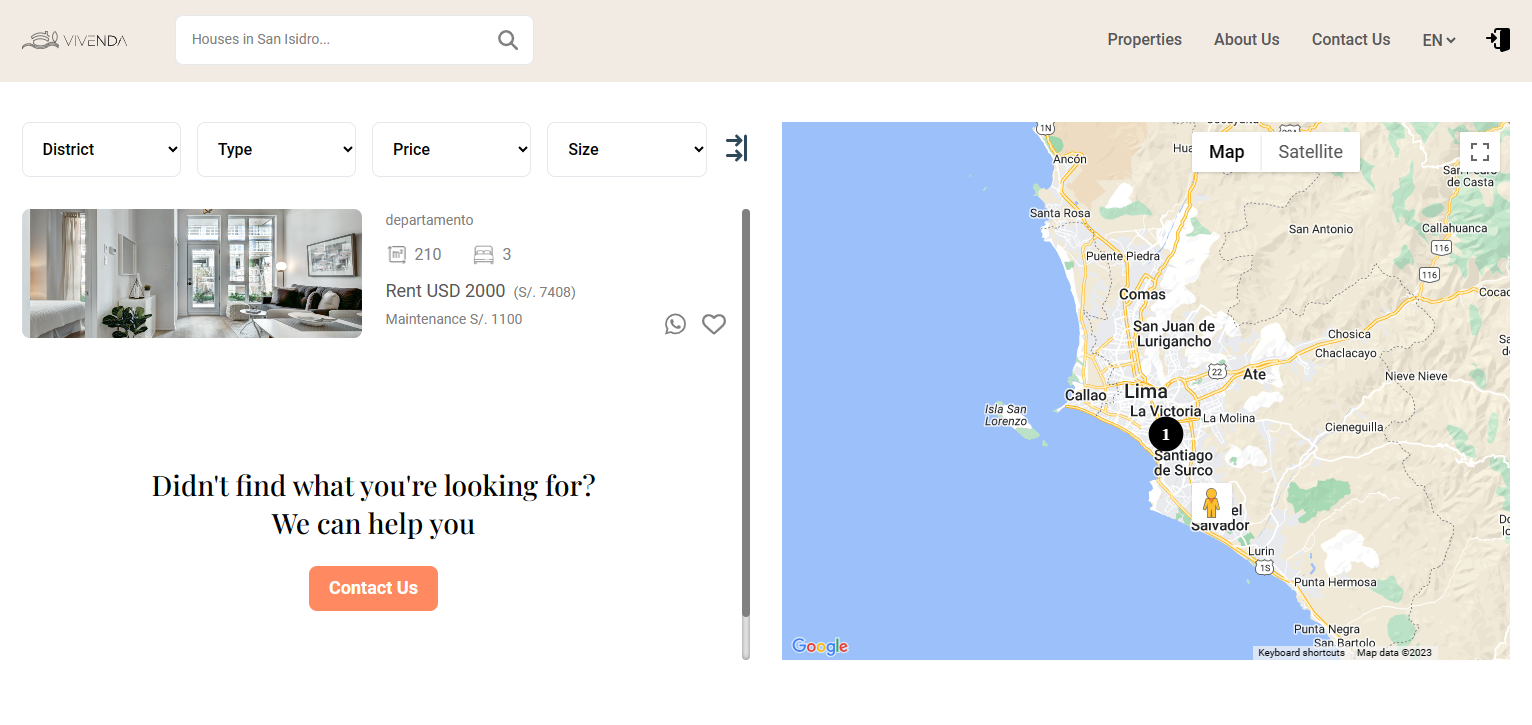 VIVENDA
Houses in San Isidro...
Properties
About Us
Contact Us
EN
District
Type
Price
Size
departamento
m²
210
3
Rent USD 2000 (S/. 7408)
Maintenance S/. 1100
Didn't find what you're looking for?
We can help you
Contact Us
Map
Satellite
1N
Ancón
Santa Rosa
San Antonio
de Casta
Callahuanca
116
Puente Piedra
116
Comas
San Juan de
Lurigancho
Chosica
Chaclacayo
22
Ate
Nieve Nieve
Callao
Lima
La Victoria
La Molina
Isla San
Lorenzo
Cieneguilla
1
Santiago
de Surco
el
Salvador
Lurin
1S
Punta Hermosa
Punta Negra
San Bartolo
Google
Keyboard shortcuts
Map data ©2023